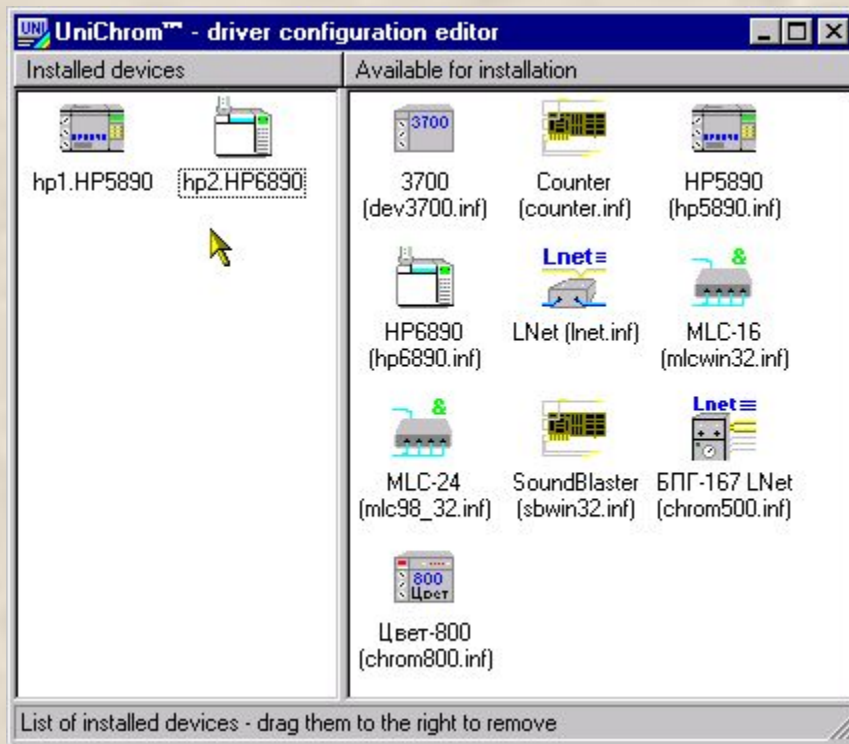 UNI UniChrom™ - driver configuration editor
Installed devices
Available for installation
hp1.HP5890
hp2.HP6890
3700
3700
(dev3700.inf)
Counter
(counter.inf)
HP5890
(hp5890.inf)
HP6890
(hp6890.inf)
Lnet
LNet (lnet.inf)
&
MLC-16
(mlcwin32.inf)
&
MLC-24
(mlc98_32.inf)
SoundBlaster
(sbwin32.inf)
Lnet
БПГ-167 LNet
(chrom500.inf)
800
Цвет
Цвет-800
(chrom800.inf)
List of installed devices - drag them to the right to remove